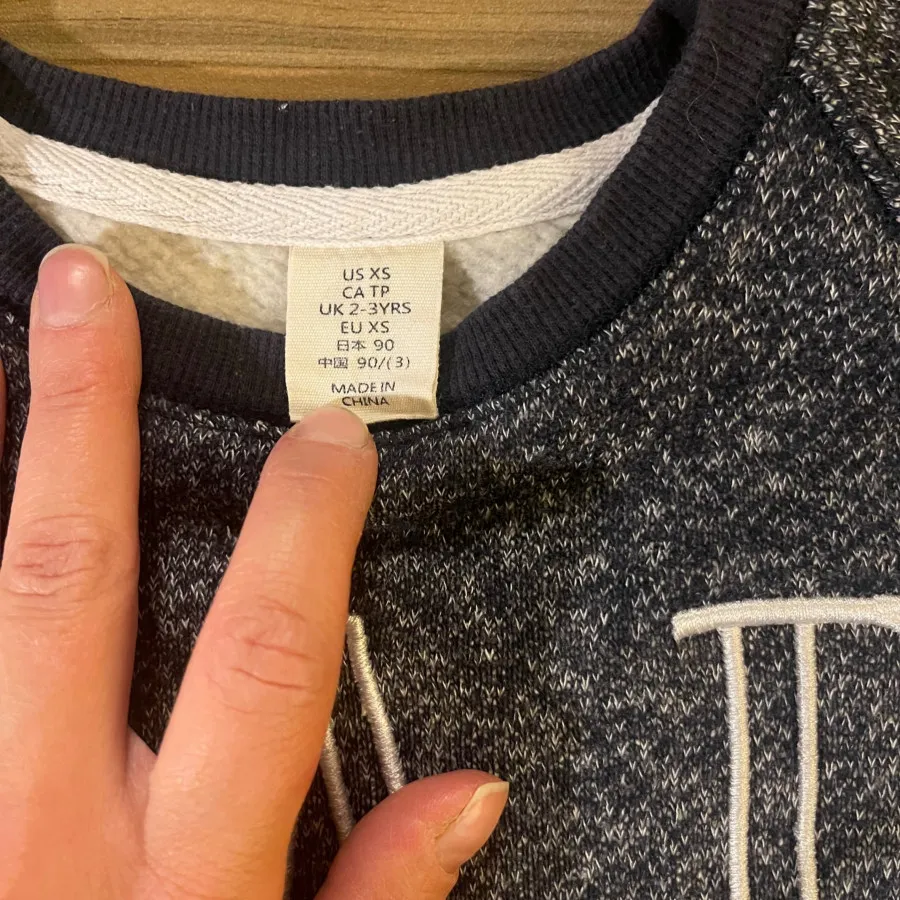 US XS
CA TP
UK 2-3YRS
EU XS
日本 90
中国 90/(3)
MADE IN
CHINA